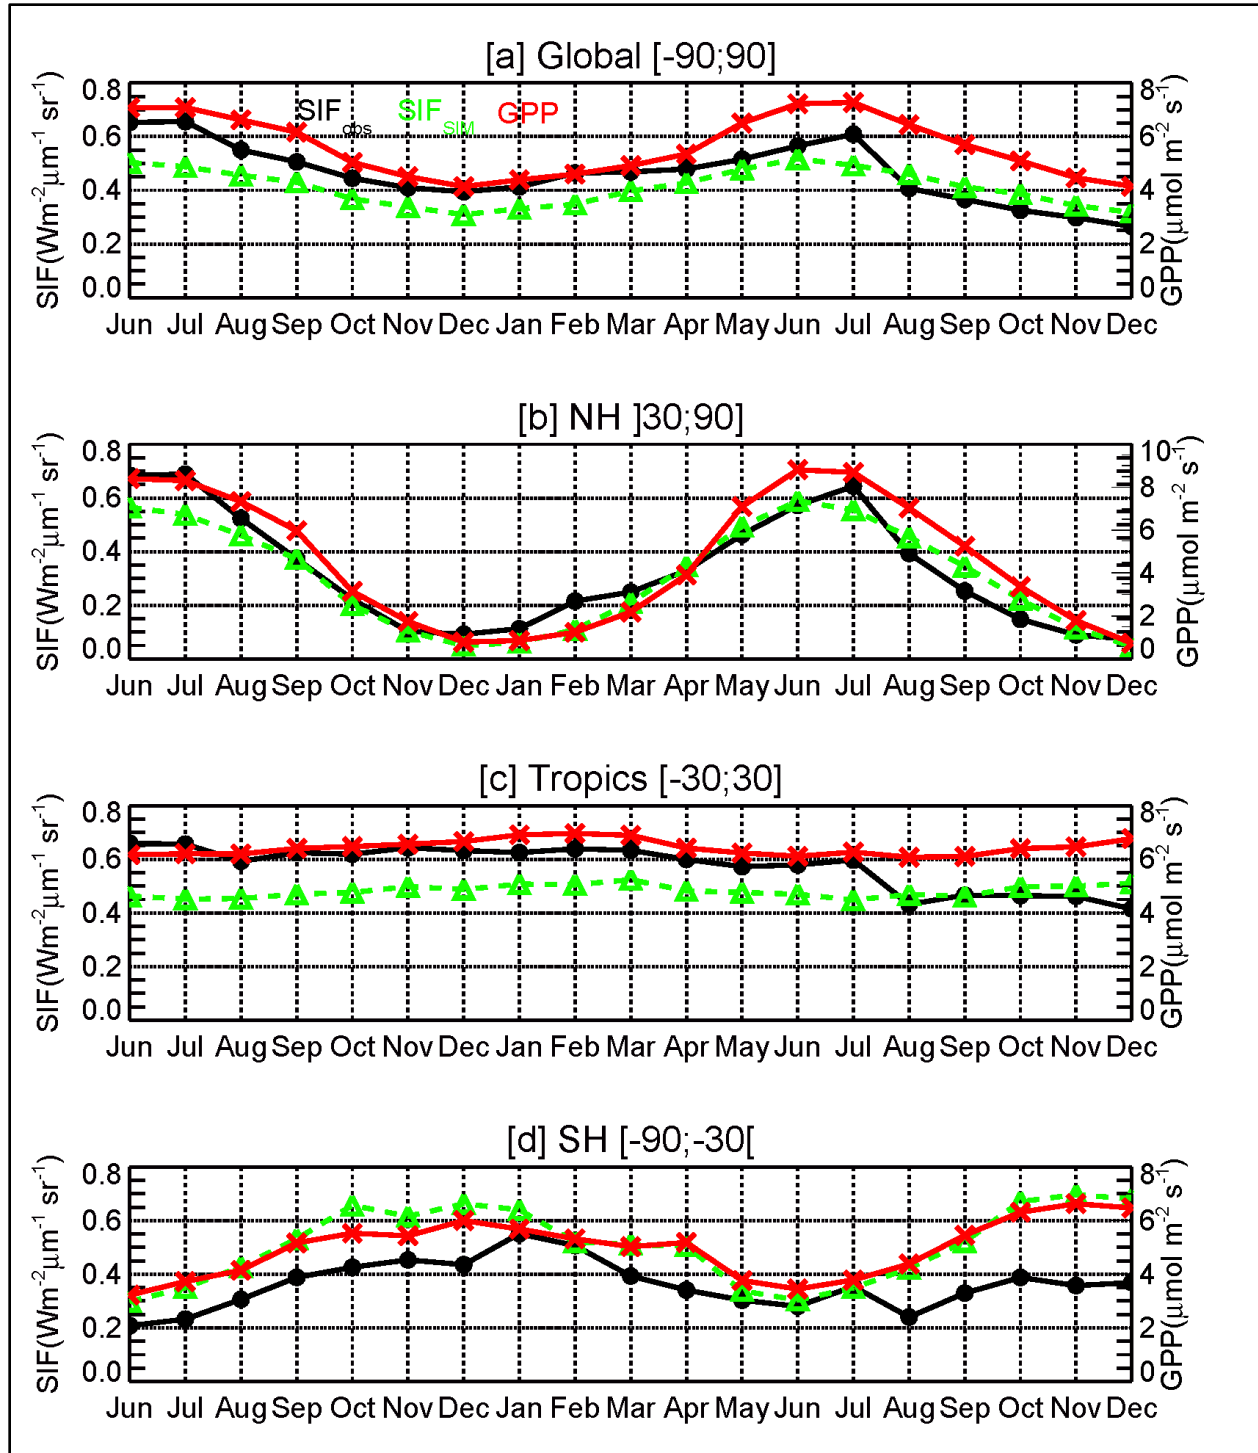 [a] Global [-90;90]
SIF(Wm-2μm-1 sr-1)
0.8
0.6
0.4
0.2
0.0
SIFobs SIFSIM GPP
8
6
4
2
0
GPP(μmol m-2 s-1)
Jun Jul Aug Sep Oct Nov Dec Jan Feb Mar Apr May Jun Jul Aug Sep Oct Nov Dec
[b] NH ]30;90]
SIF(Wm-2μm-1 sr-1)
0.8
0.6
0.4
0.2
0.0
10
8
6
4
2
0
GPP(μmol m-2 s-1)
Jun Jul Aug Sep Oct Nov Dec Jan Feb Mar Apr May Jun Jul Aug Sep Oct Nov Dec
[c] Tropics [-30;30]
SIF(Wm-2μm-1 sr-1)
0.8
0.6
0.4
0.2
0.0
8
6
4
2
0
GPP(μmol m-2 s-1)
Jun Jul Aug Sep Oct Nov Dec Jan Feb Mar Apr May Jun Jul Aug Sep Oct Nov Dec
[d] SH [-90;-30[
SIF(Wm-2μm-1 sr-1)
0.8
0.6
0.4
0.2
0.0
8
6
4
2
0
GPP(μmol m-2 s-1)
Jun Jul Aug Sep Oct Nov Dec Jan Feb Mar Apr May Jun Jul Aug Sep Oct Nov Dec